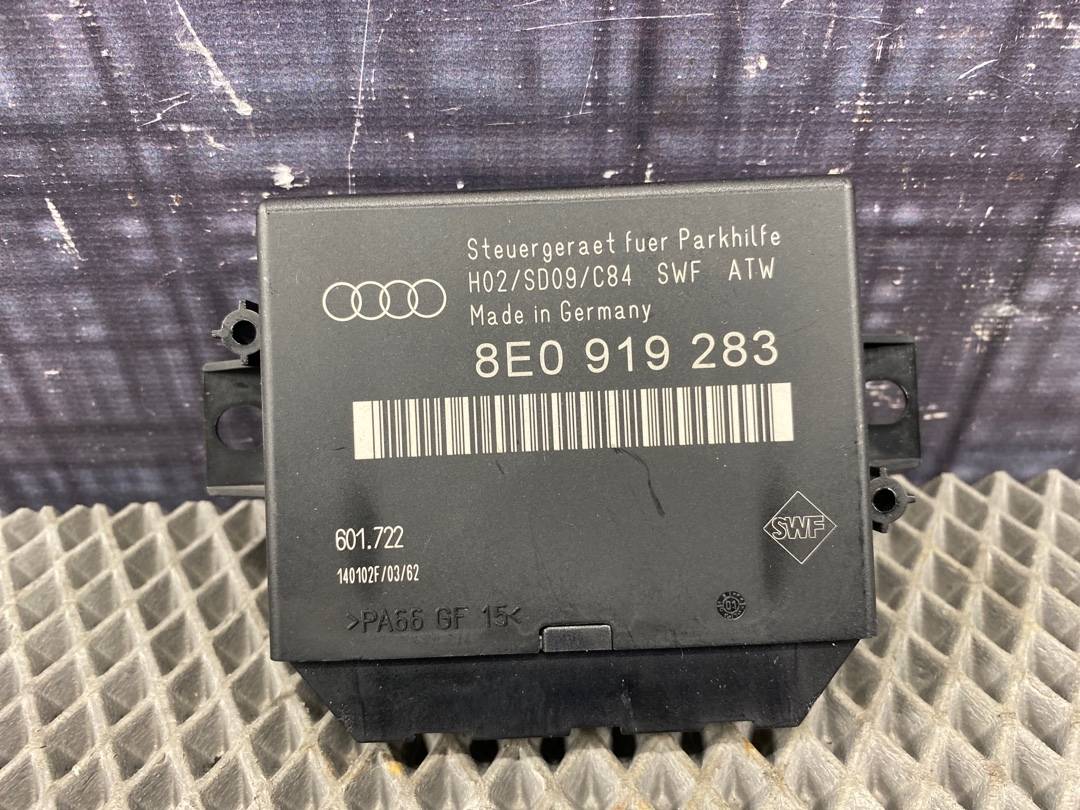 Steuergeraet fuer Parkhilfe
H02/SD09/C84 SWF ATW
Made in Germany
8E0 919 283
601.722
SWF
140102F/03/62
>PA66 GF 15<